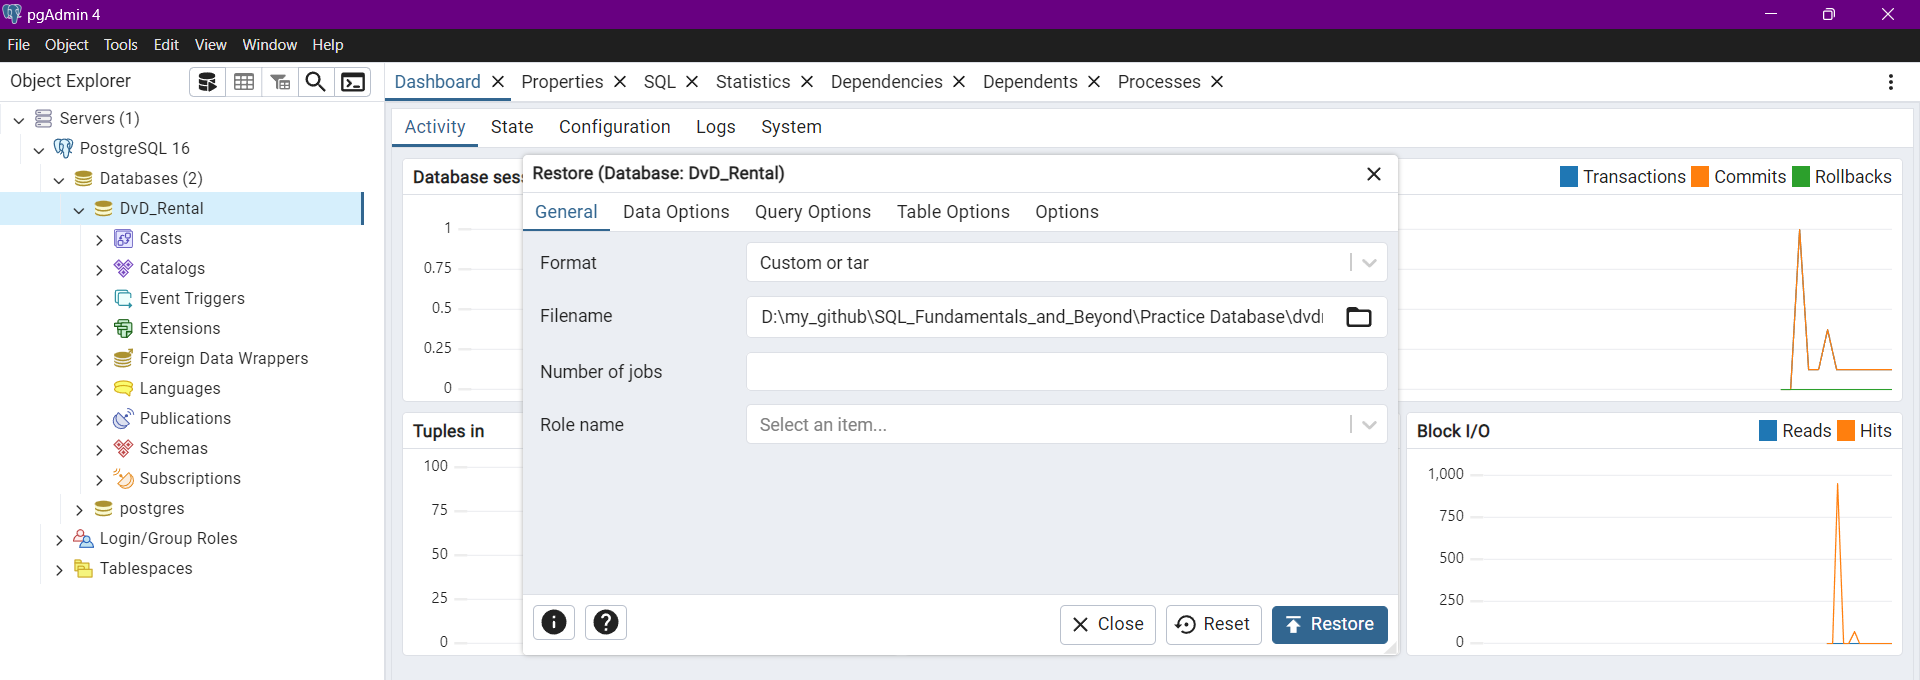 pgAdmin 4
File Object Tools Edit View Window Help
Object Explorer
Dashboard Properties SQL Statistics Dependencies Dependents Processes
Servers (1)
PostgreSQL 16
Databases (2)
DvD_Rental
Casts
Catalogs
Event Triggers
Extensions
Foreign Data Wrappers
Languages
Publications
Schemas
Subscriptions
postgres
Login/Group Roles
Tablespaces
Activity State Configuration Logs System
Database ses
Transactions Commits Rollbacks
1
0.75
0.5
0.25
0
Restore (Database: DvD_Rental)
General Data Options Query Options Table Options Options
Format Custom or tar
Filename D:\my_github\SQL_Fundamentals_and_Beyond\Practice Database\dvdr
Number of jobs
Role name Select an item...
Close Reset Restore
Tuples in
100
75
50
25
0
Block I/O
Reads Hits
1,000
750
500
250
0